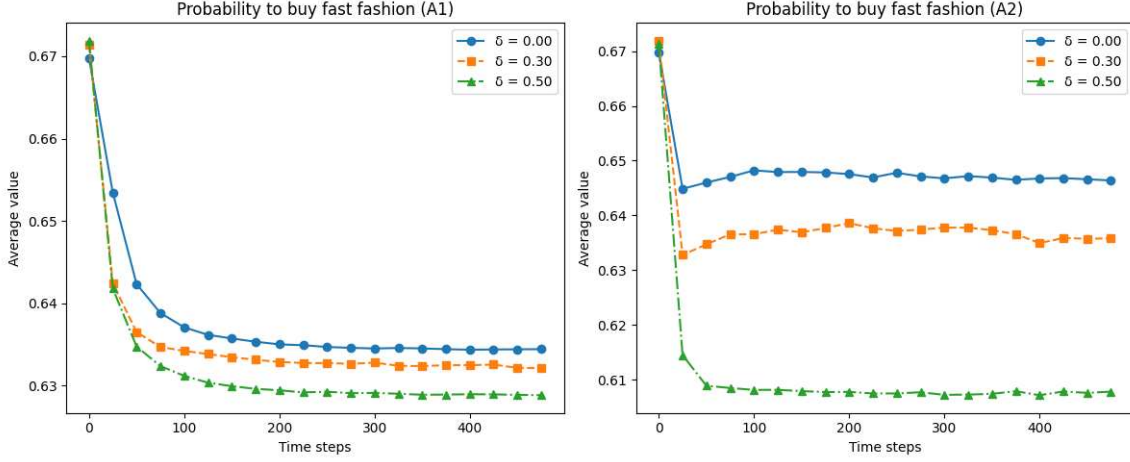 Probability to buy fast fashion (A1)
δ = 0.00
δ = 0.30
δ = 0.50
0.67
0.66
0.65
0.64
0.63
Average value
0
100
200
300
400
Time steps
Probability to buy fast fashion (A2)
δ = 0.00
δ = 0.30
δ = 0.50
0.67
0.66
0.65
0.64
0.63
0.62
0.61
Average value
0
100
200
300
400
Time steps